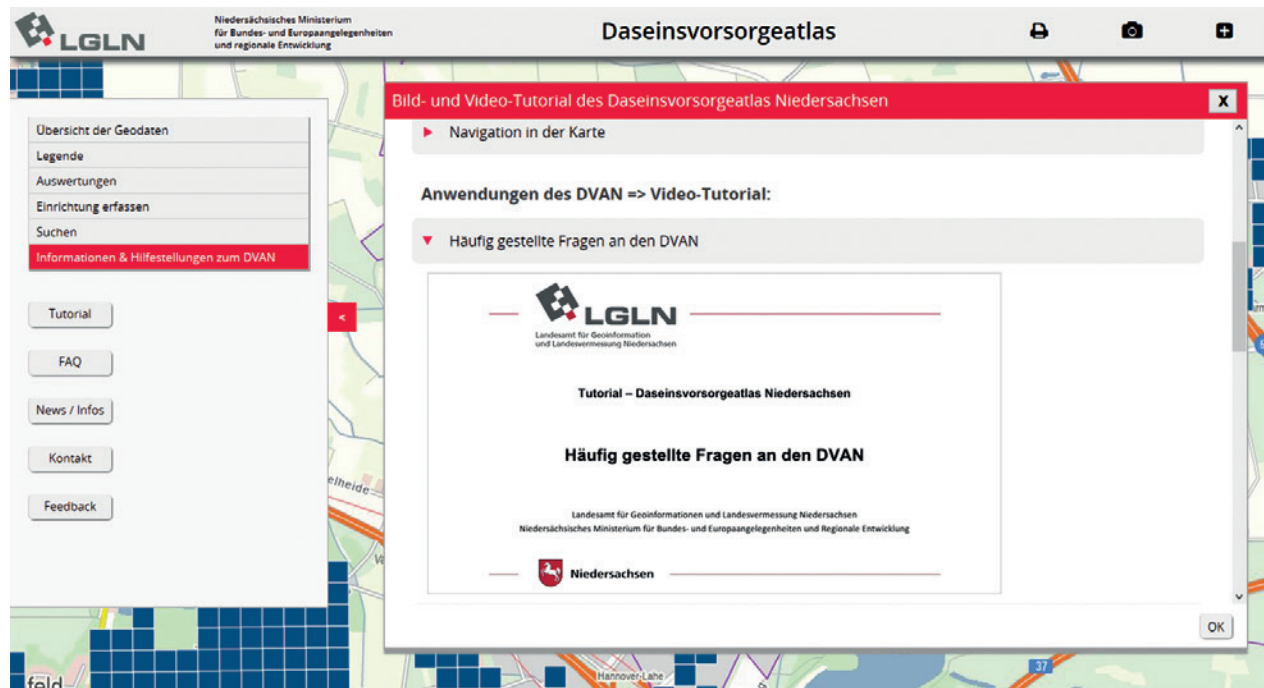 LGLN
Niedersächsisches Ministerium
für Bundes- und Europaangelegenheiten
und regionale Entwicklung
Daseinsvorsorgeatlas
Übersicht der Geodaten
Legende
Auswertungen
Einrichtung erfassen
Suchen
Informationen & Hilfestellungen zum DVAN
Tutorial
FAQ
News / Infos
Kontakt
Feedback
<
Bild- und Video-Tutorial des Daseinsvorsorgeatlas Niedersachsen
X
Navigation in der Karte
Anwendungen des DVAN => Video-Tutorial:
Häufig gestellte Fragen an den DVAN
LGLN
Landesamt für Geoinformation
und Landesvermessung Niedersachsen
Tutorial – Daseinsvorsorgeatlas Niedersachsen
Häufig gestellte Fragen an den DVAN
Landesamt für Geoinformationen und Landesvermessung Niedersachsen
Niedersächsisches Ministerium für Bundes- und Europaangelegenheiten und Regionale Entwicklung
Niedersachsen
OK
elheide
37
Hannover-Lahe
feld